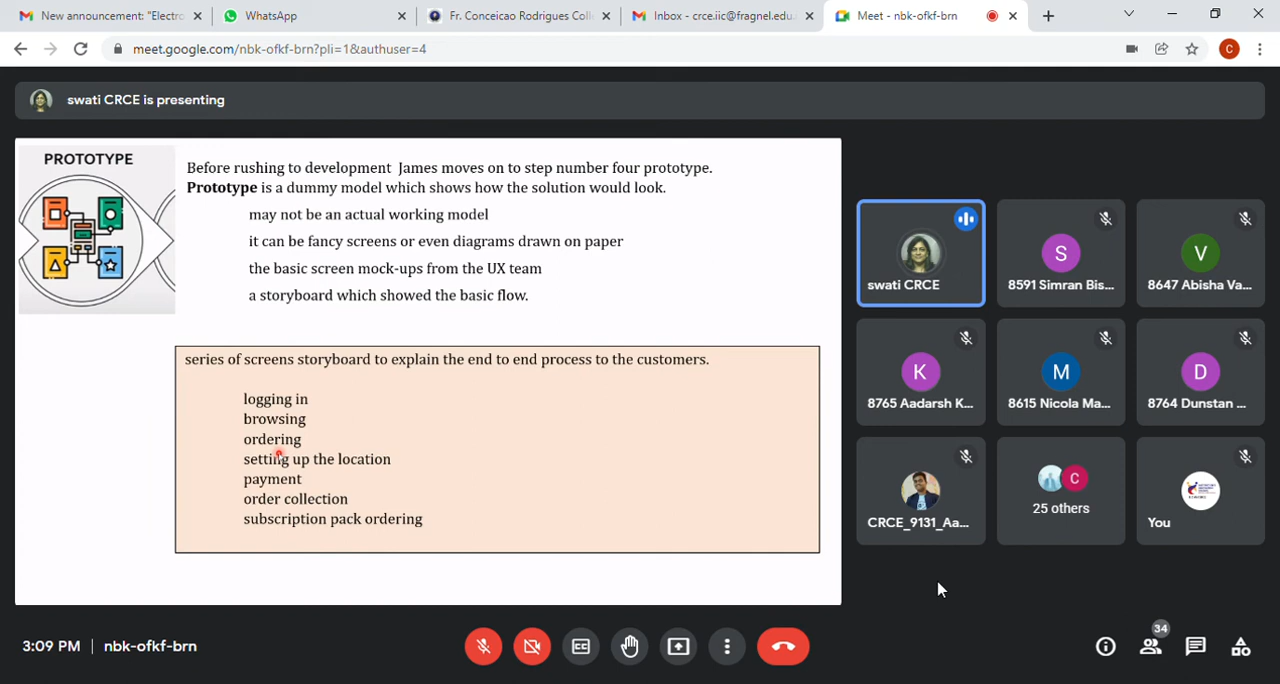 New announcement: "Electro
WhatsApp
Fr. Conceicao Rodrigues Coll
Inbox - crce.iic@fragnel.edu.
Meet - nbk-ofkf-brn
meet.google.com/nbk-ofkf-brn?pli=1&authuser=4
C
swati CRCE is presenting
PROTOTYPE
Before rushing to development James moves on to step number four prototype.
Prototype is a dummy model which shows how the solution would look.
may not be an actual working model
it can be fancy screens or even diagrams drawn on paper
the basic screen mock-ups from the UX team
a storyboard which showed the basic flow.
series of screens storyboard to explain the end to end process to the customers.
logging in
browsing
ordering
setting up the location
payment
order collection
subscription pack ordering
swati CRCE
S
8591 Simran Bis...
V
8647 Abisha Va...
K
8765 Aadarsh K...
M
8615 Nicola Ma...
D
8764 Dunstan ...
CRCE_9131_Aa...
C
25 others
You
3:09 PM | nbk-ofkf-brn
34